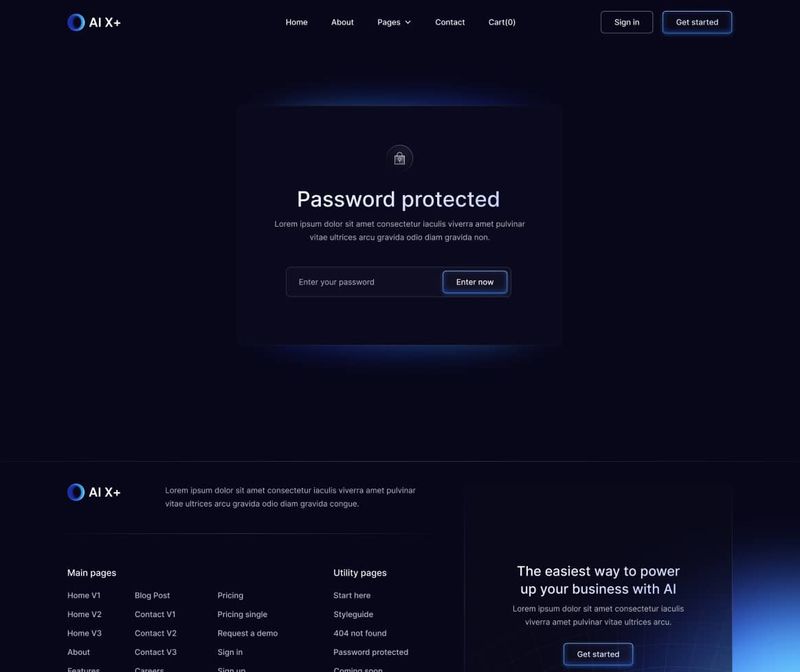 AI X+
Home About Pages Contact Cart(0)
Sign in Get started
Password protected
Lorem ipsum dolor sit amet consectetur iaculis viverra amet pulvinar
vitae ultrices arcu gravida odio diam gravida non.
Enter your password Enter now
AI X+
Lorem ipsum dolor sit amet consectetur iaculis viverra amet pulvinar
vitae ultrices arcu gravida odio diam gravida congue.
Main pages
Home V1 Blog Post Pricing
Home V2 Contact V1 Pricing single
Home V3 Contact V2 Request a demo
About Contact V3 Sign in
Features Careers Sign up
Utility pages
Start here
Styleguide
404 not found
Password protected
Coming soon
The easiest way to power
up your business with AI
Lorem ipsum dolor sit amet consectetur iaculis
viverra amet pulvinar vitae ultrices arcu.
Get started